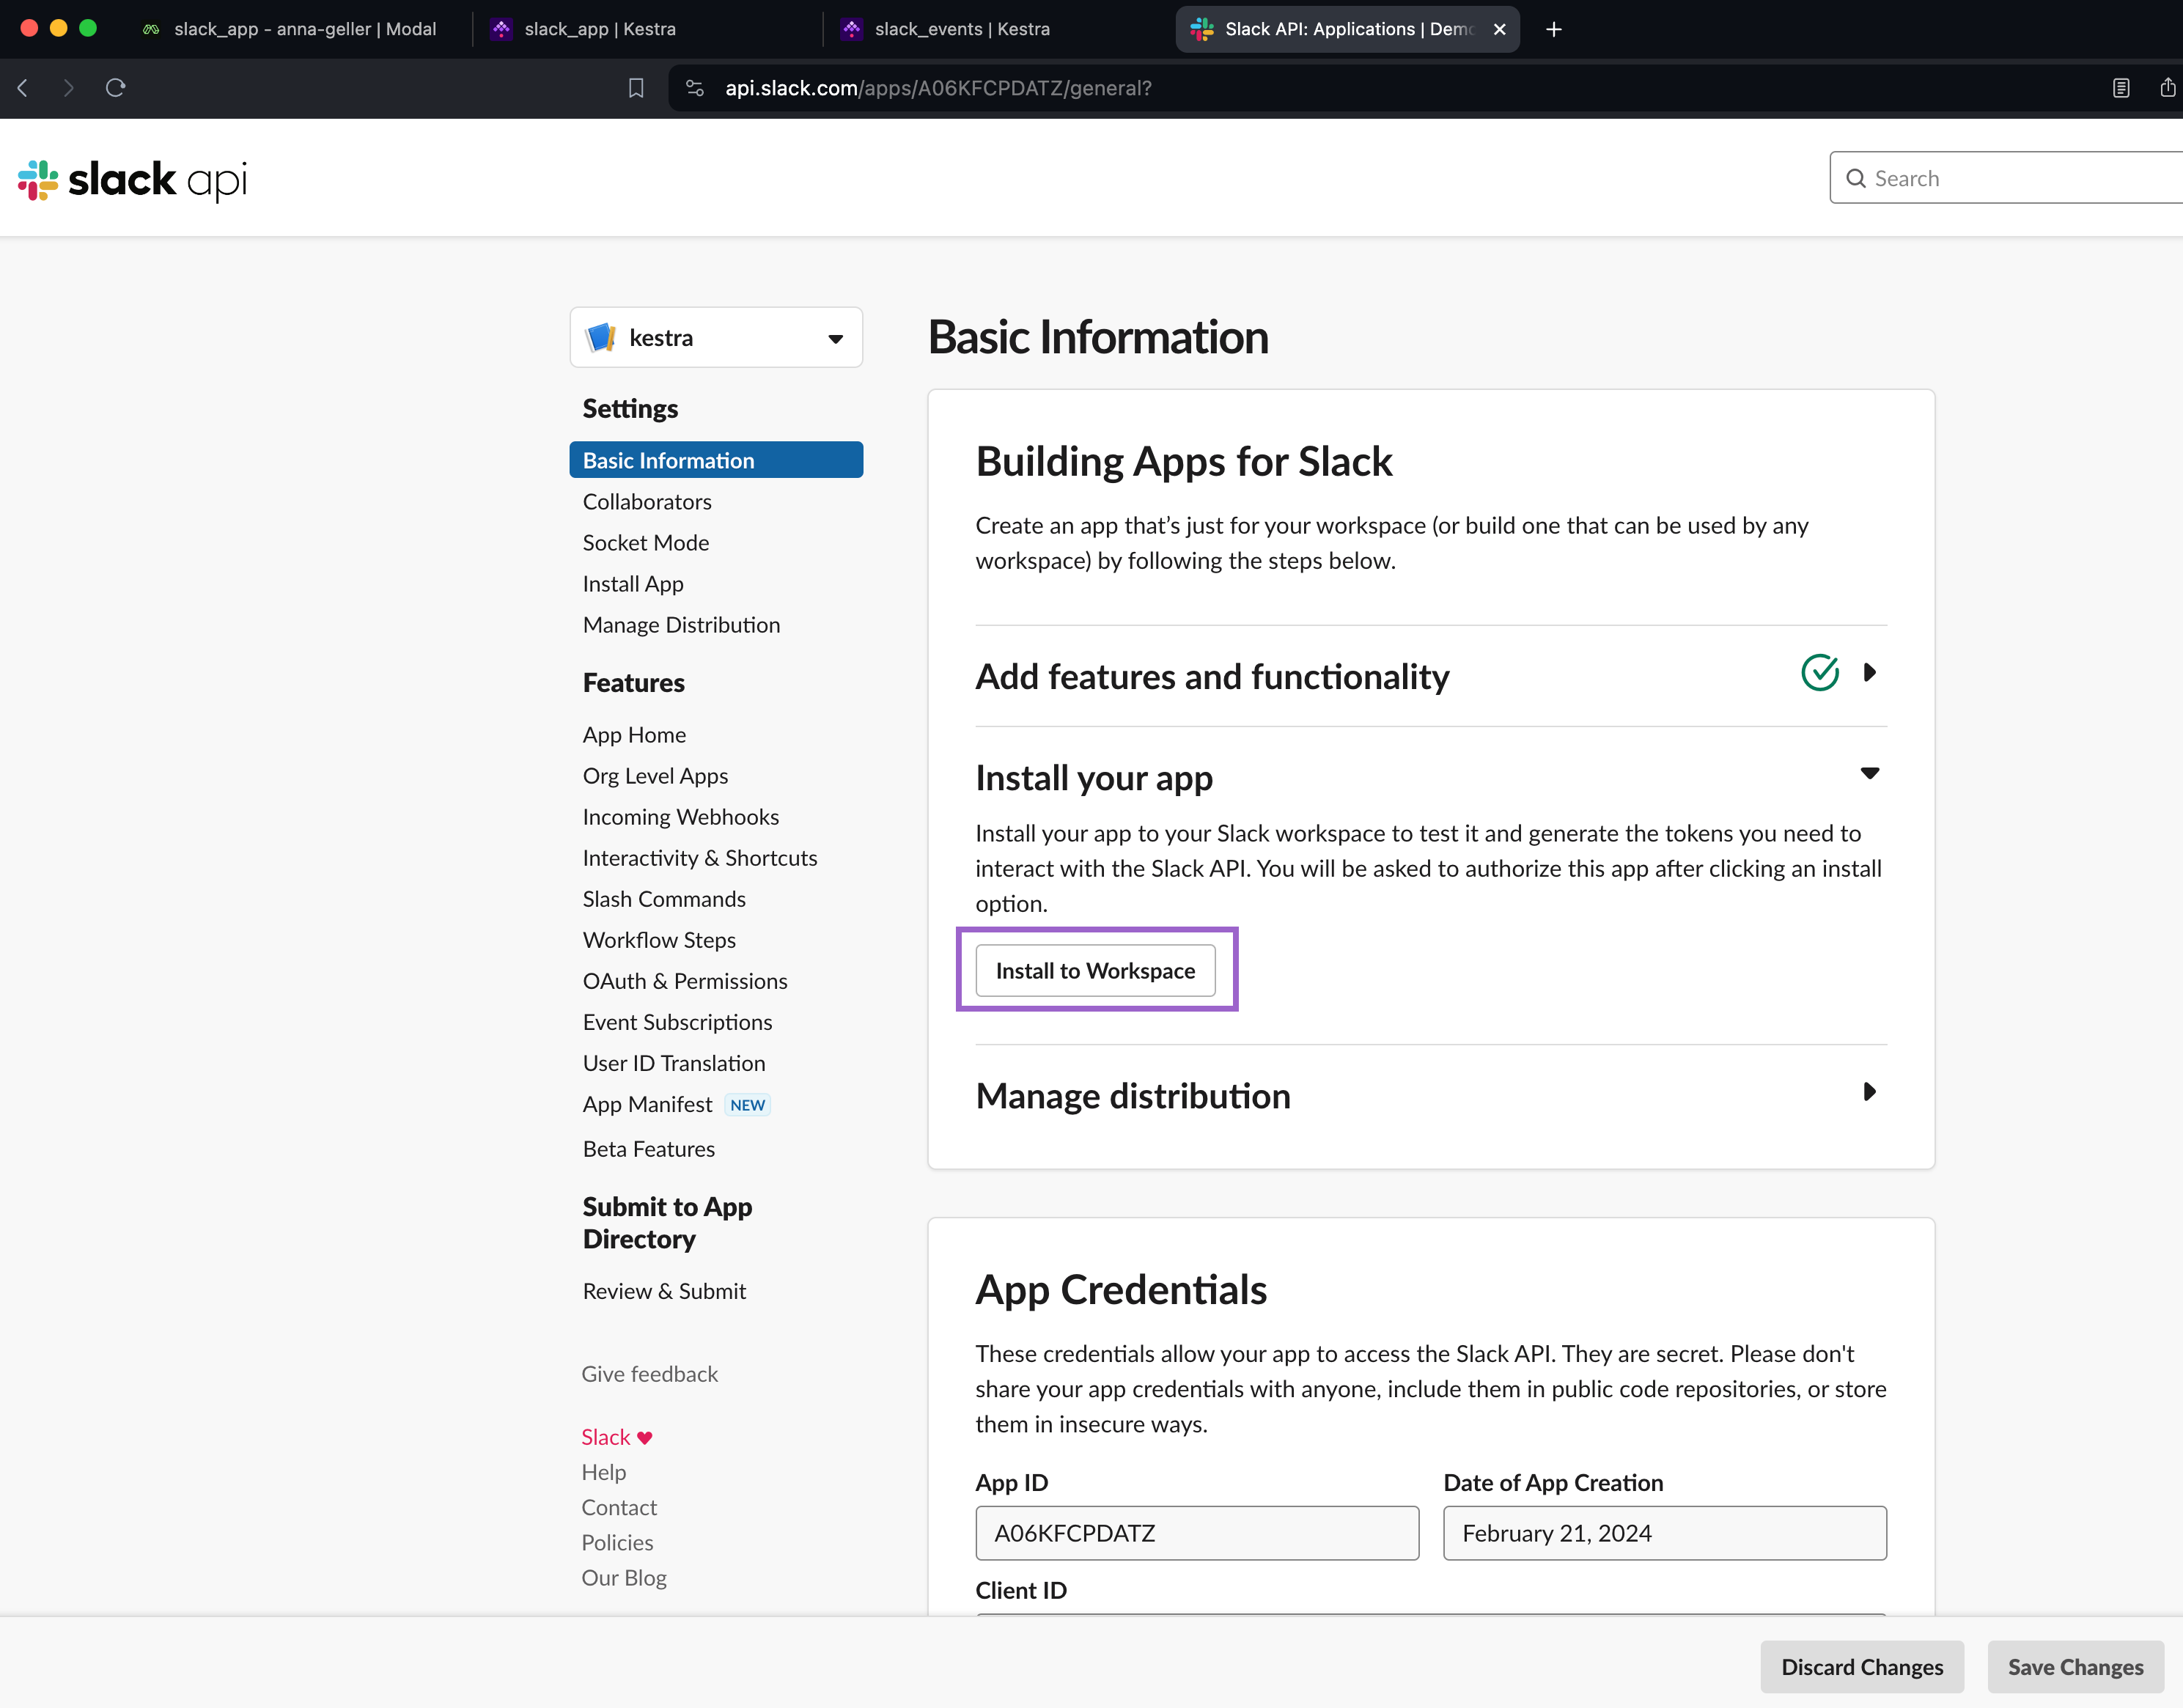 slack_app - anna-geller | Modal
slack_app | Kestra
slack_events | Kestra
Slack API: Applications | Demo
api.slack.com/apps/A06KFCPDATZ/general?
slack api
Search
kestra
Settings
Basic Information
Collaborators
Socket Mode
Install App
Manage Distribution
Features
App Home
Org Level Apps
Incoming Webhooks
Interactivity & Shortcuts
Slash Commands
Workflow Steps
OAuth & Permissions
Event Subscriptions
User ID Translation
App Manifest NEW
Beta Features
Submit to App
Directory
Review & Submit
Give feedback
Slack
Help
Contact
Policies
Our Blog
Basic Information
Building Apps for Slack
Create an app that’s just for your workspace (or build one that can be used by any
workspace) by following the steps below.
Add features and functionality
Install your app
Install your app to your Slack workspace to test it and generate the tokens you need to
interact with the Slack API. You will be asked to authorize this app after clicking an install
option.
Install to Workspace
Manage distribution
App Credentials
These credentials allow your app to access the Slack API. They are secret. Please don't
share your app credentials with anyone, include them in public code repositories, or store
them in insecure ways.
App ID
A06KFCPDATZ
Date of App Creation
February 21, 2024
Client ID
Discard Changes
Save Changes